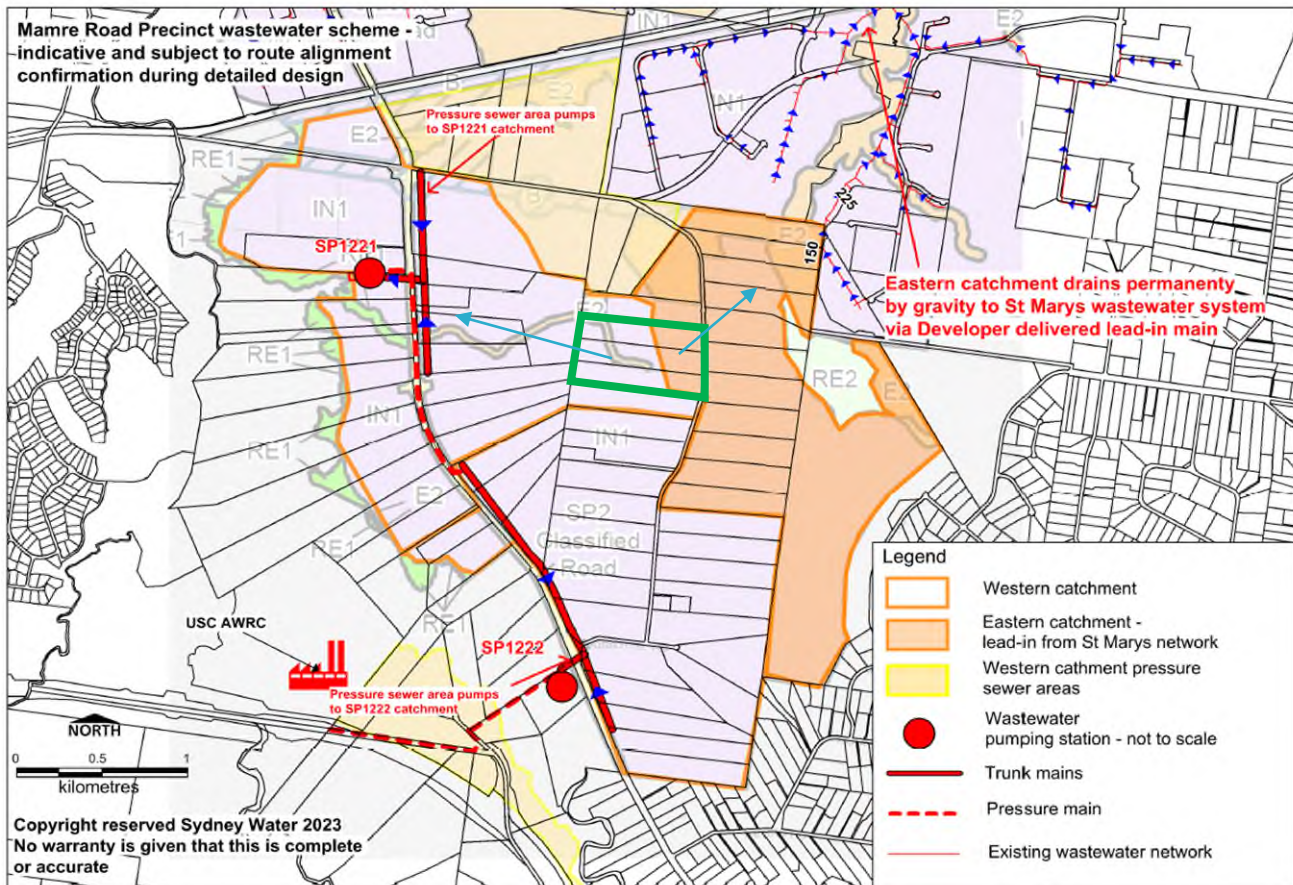 Mamre Road Precinct wastewater scheme -
indicative and subject to route alignment
confirmation during detailed design
IN1
E2
B
E2
IN1
Pressure sewer area pumps
to SP1221 catchment
E2
RE1
B
225
IN1
SP1221
150
E2
Eastern catchment drains permanenty
by gravity to St Marys wastewater system
via Developer delivered lead-in main
E2
RE1
RE2
E2
IN1
IN1
RE1
E2
SP2
Classified
Road
RE1
RE1
USC AWRC
SP1222
Pressure sewer area pumps
to SP1222 catchment
NORTH
0 0.5 1
kilometres
Copyright reserved Sydney Water 2023
No warranty is given that this is complete
or accurate
Legend
Western catchment
Eastern catchment -
lead-in from St Marys network
Western cathment pressure
sewer areas
Wastewater
pumping station - not to scale
Trunk mains
Pressure main
Existing wastewater network